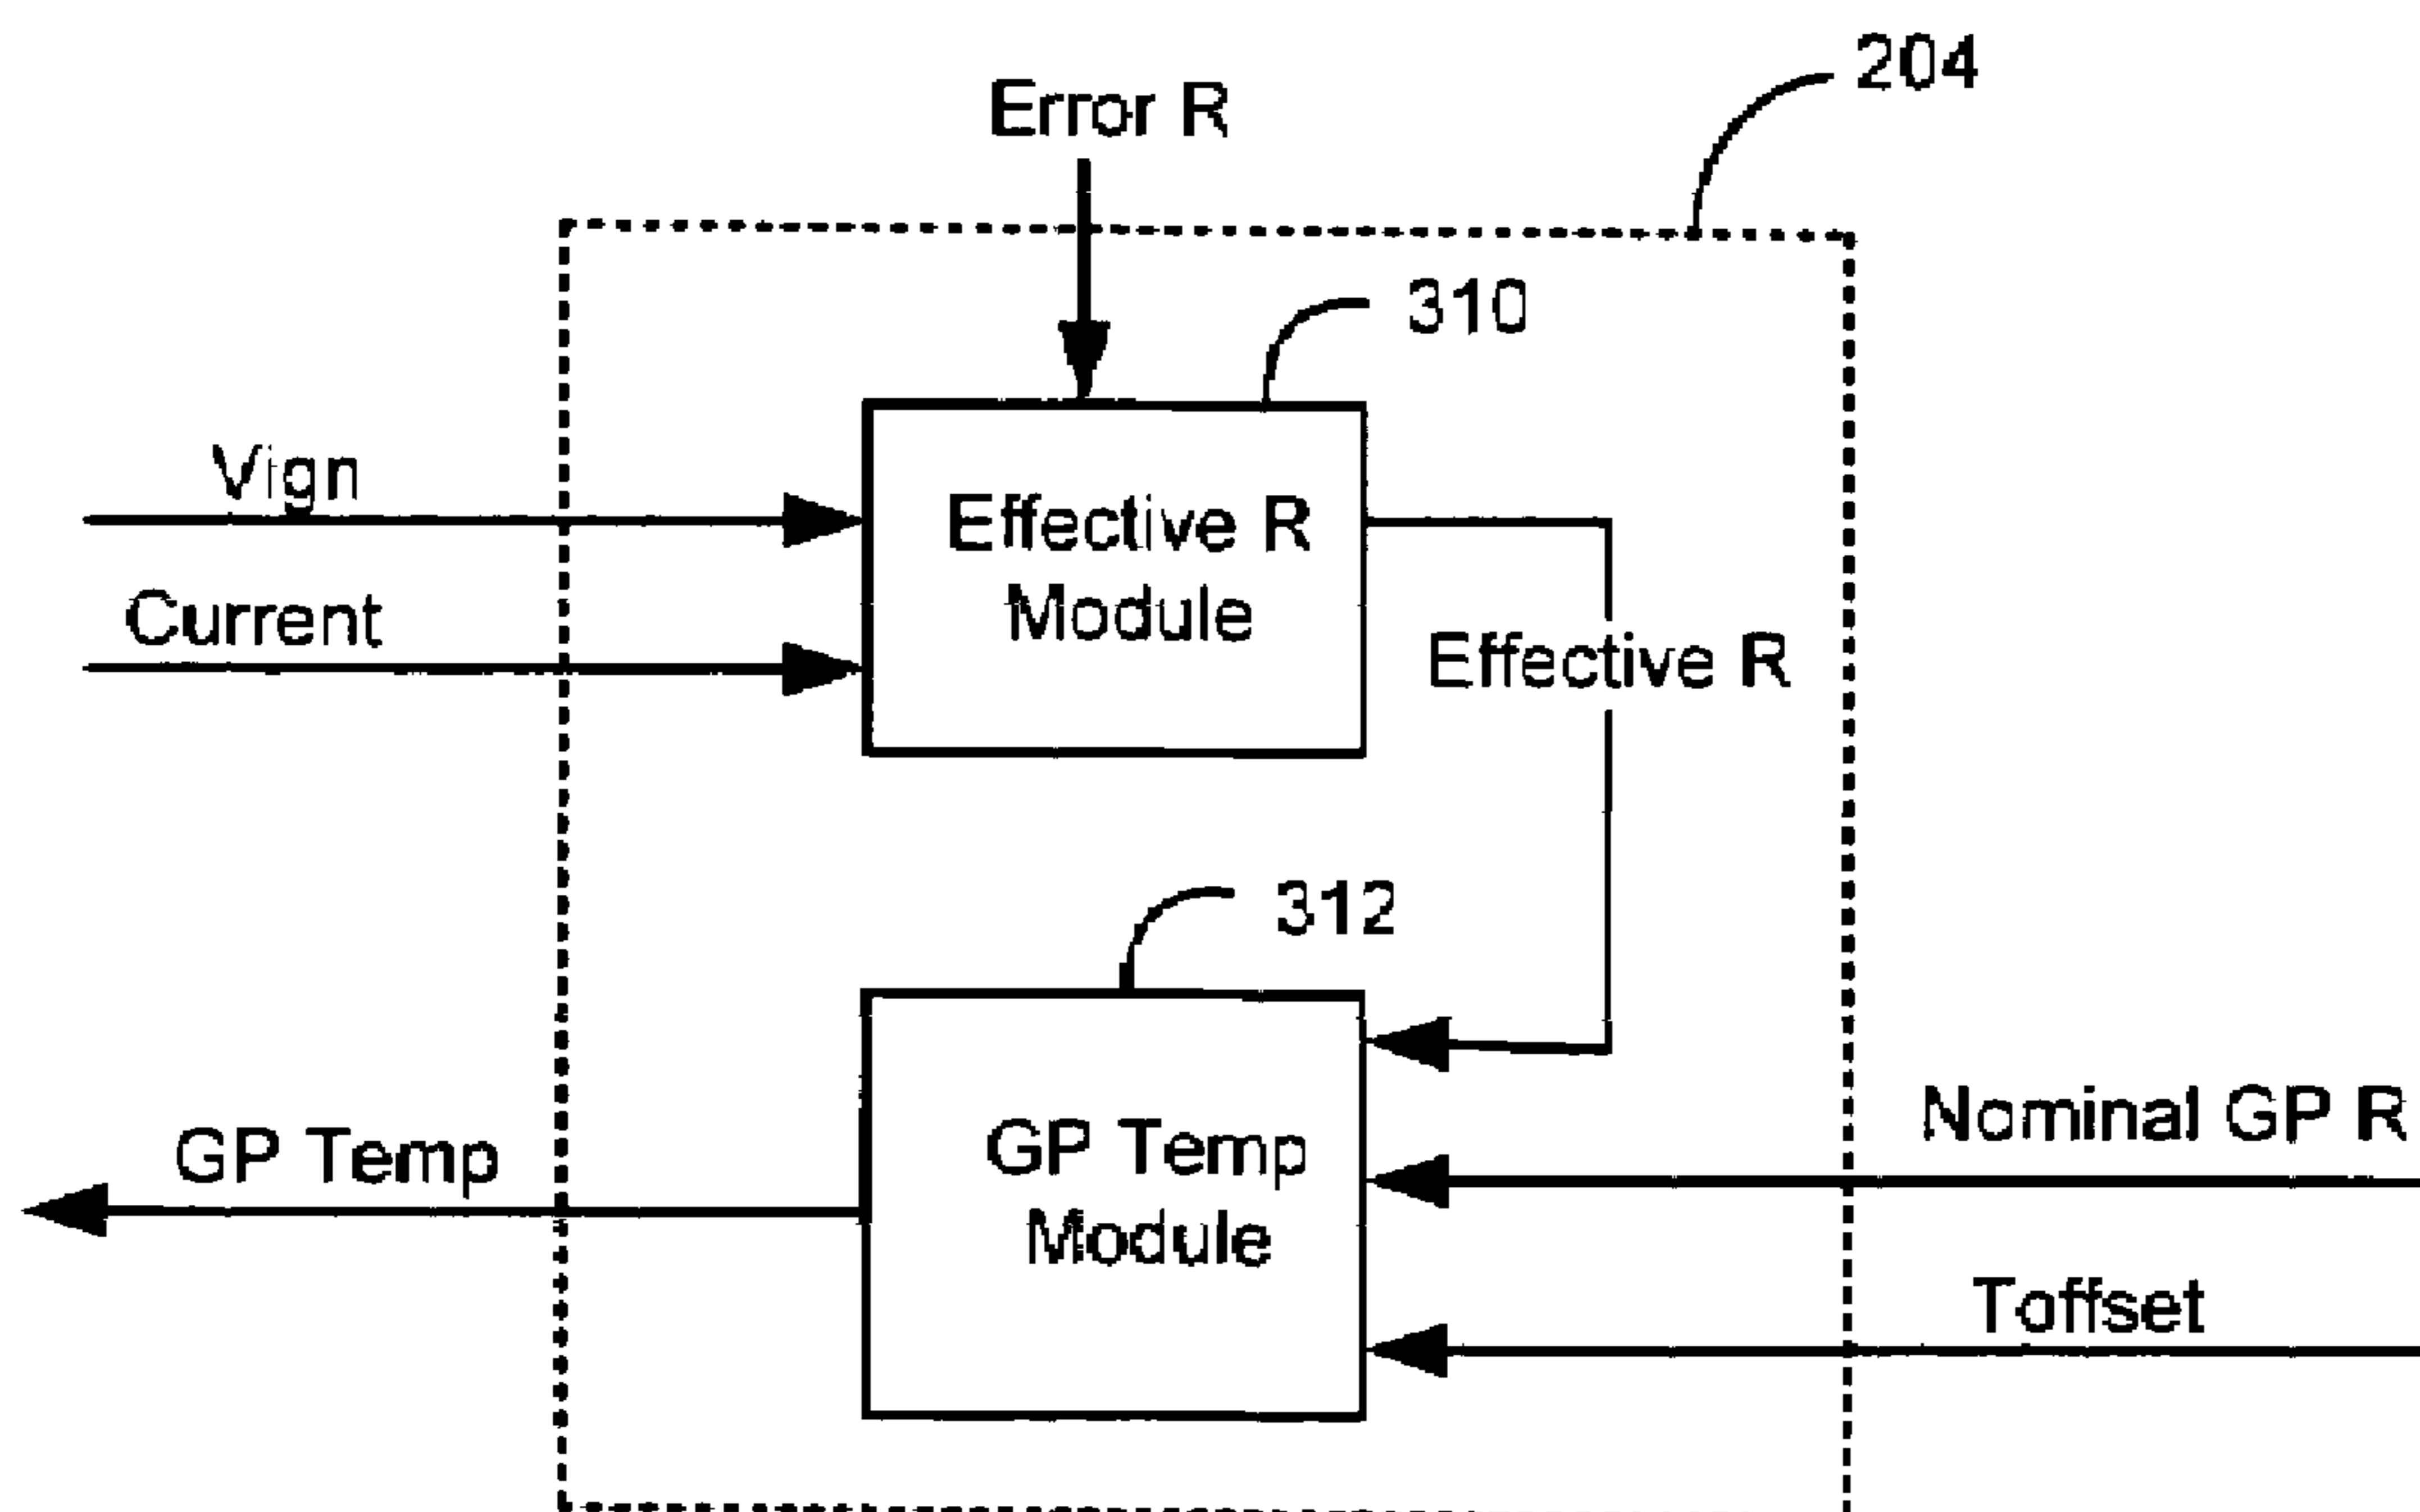 204
Error R
310
Vign
Effective R
Module
Current
Effective R
312
Nominal GP R
GP Temp
GP Temp
Module
Toffset